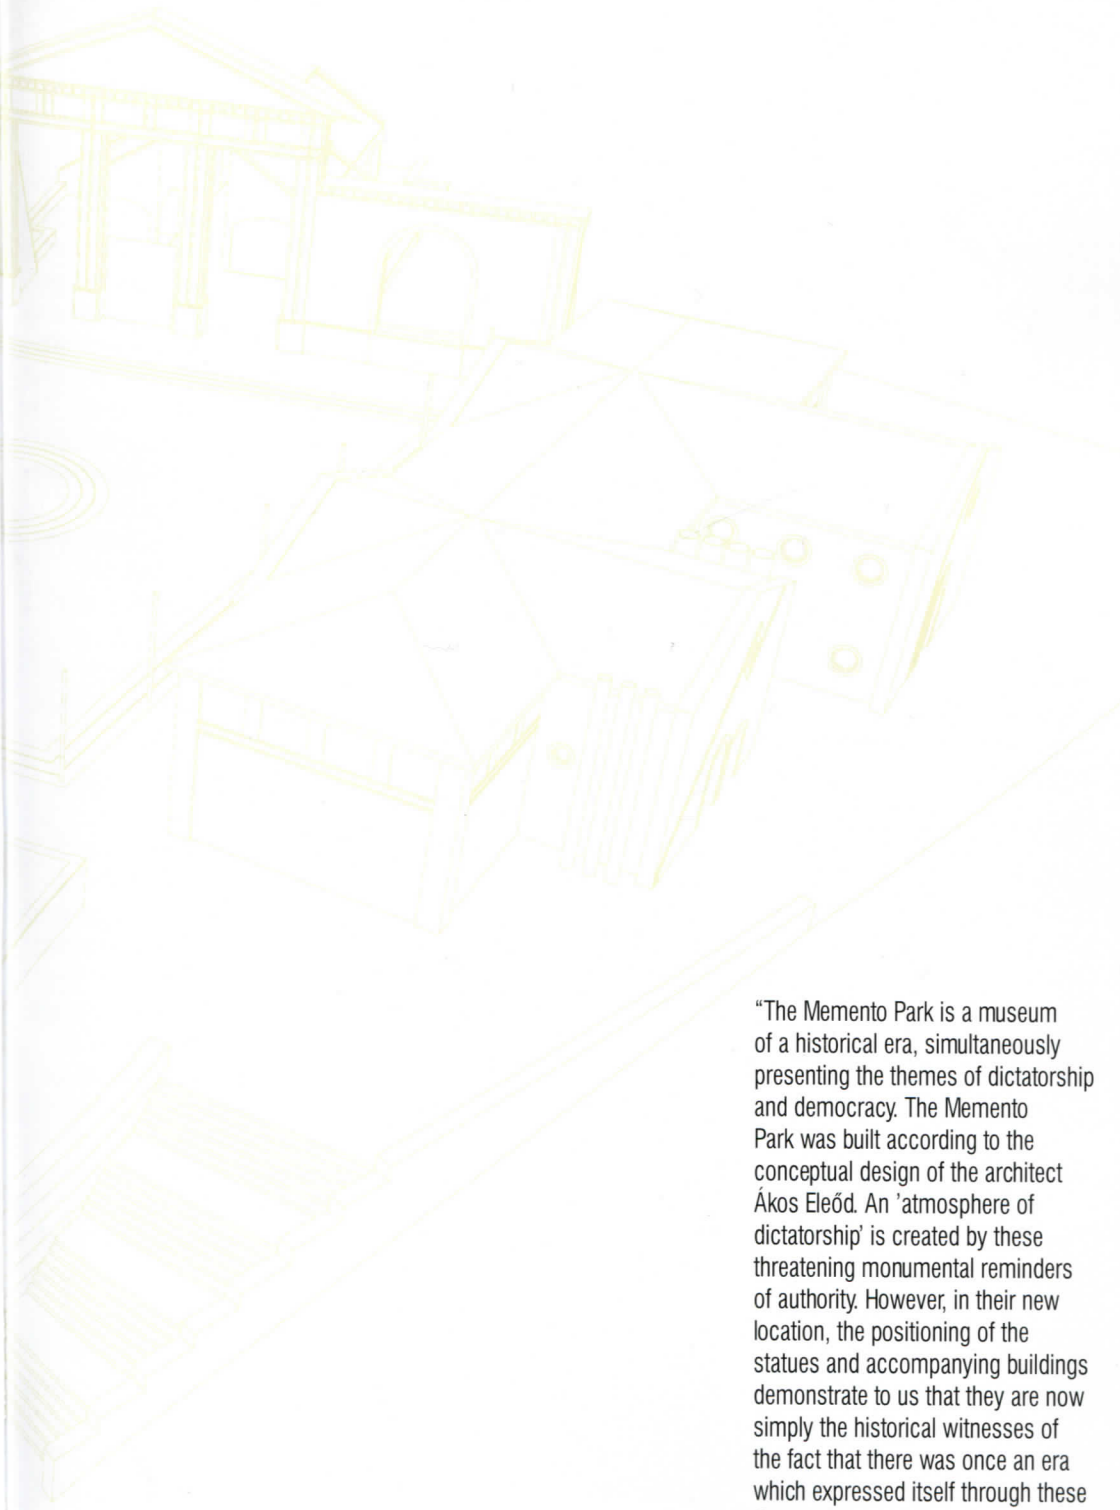 “The Memento Park is a museum
of a historical era, simultaneously
presenting the themes of dictatorship
and democracy. The Memento
Park was built according to the
conceptual design of the architect
Ákos Eleőd. An ’atmosphere of
dictatorship’ is created by these
threatening monumental reminders
of authority. However, in their new
location, the positioning of the
statues and accompanying buildings
demonstrate to us that they are now
simply the historical witnesses of
the fact that there was once an era
which expressed itself through these